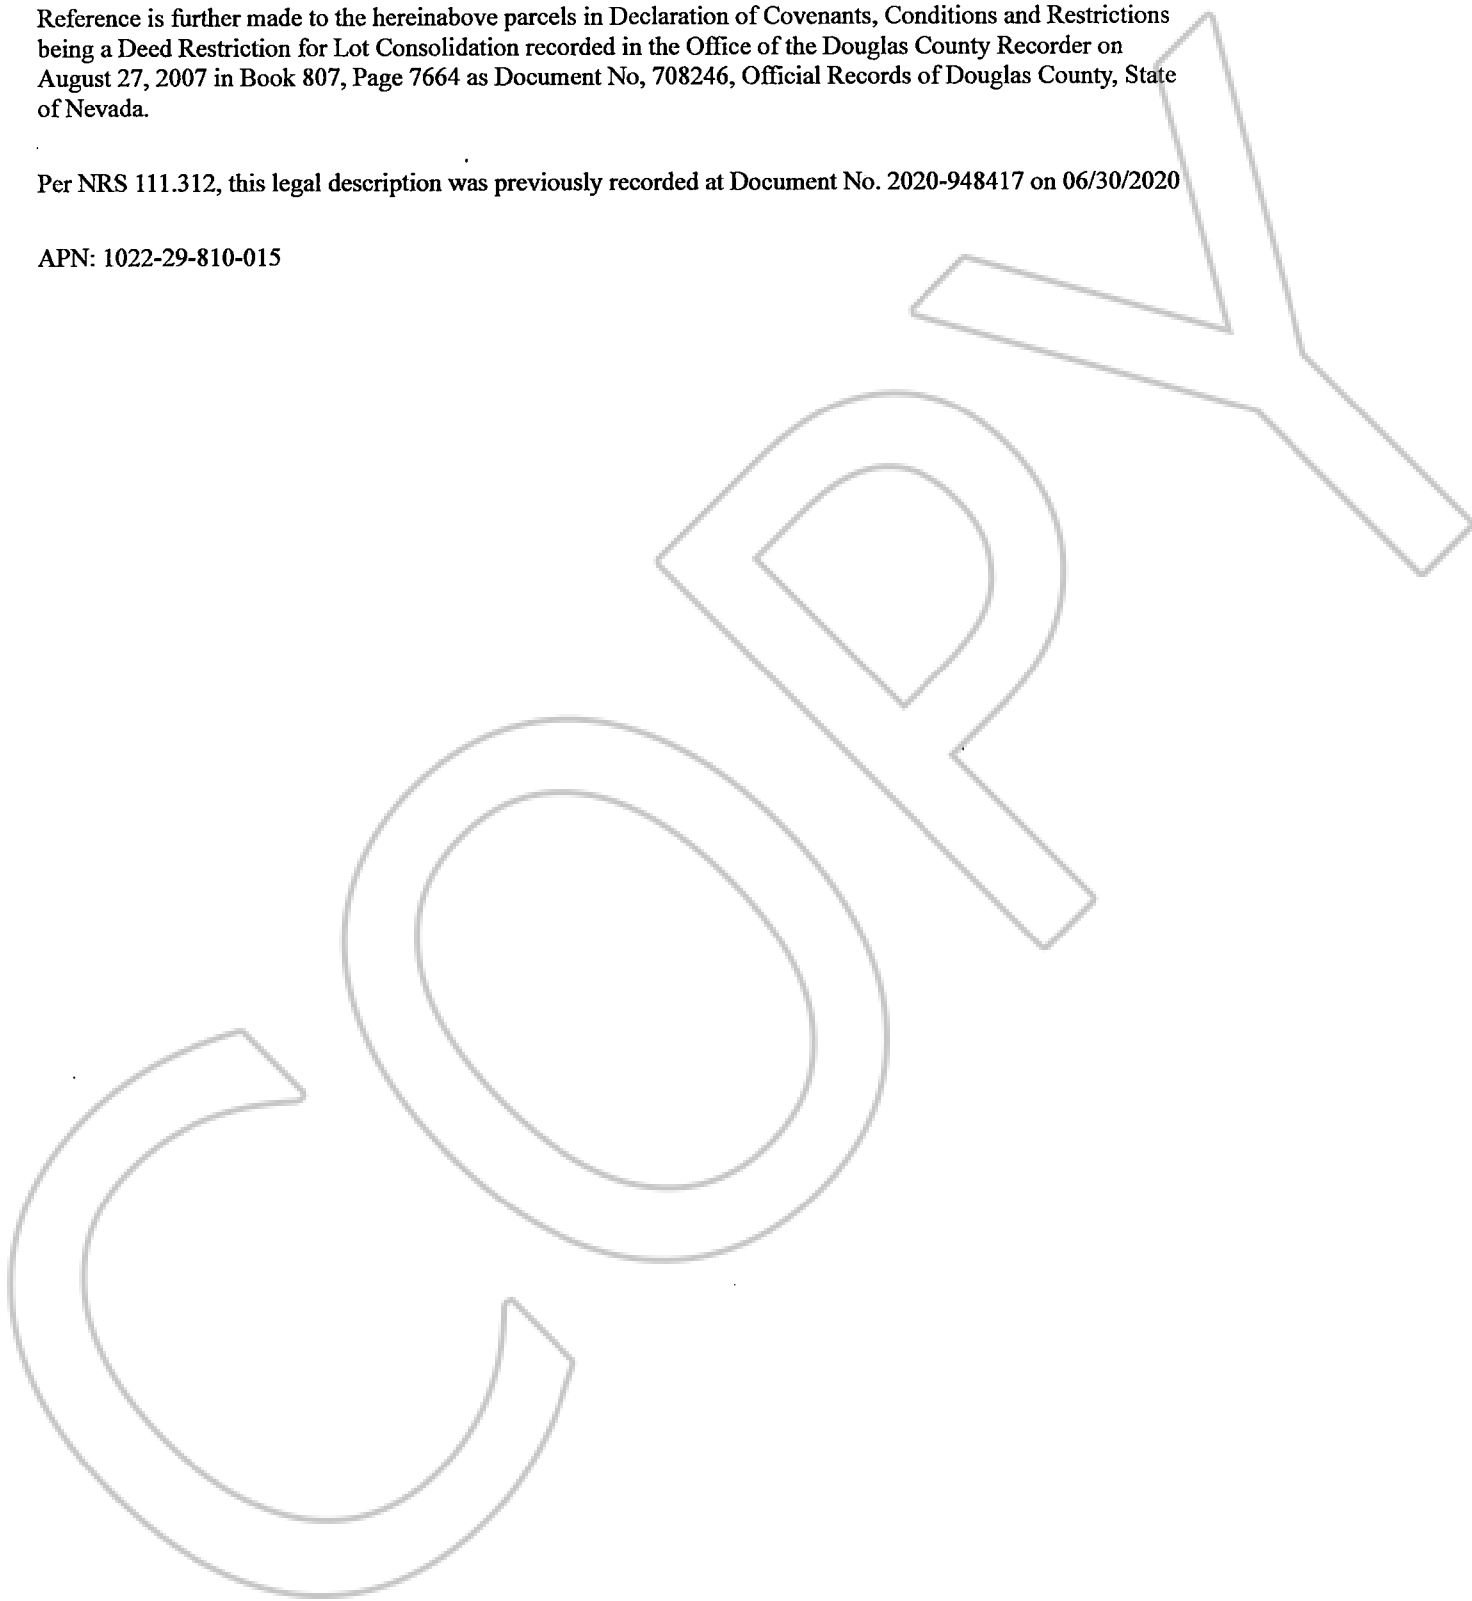 Reference is further made to the hereinabove parcels in Declaration of Covenants, Conditions and Restrictions
being a Deed Restriction for Lot Consolidation recorded in the Office of the Douglas County Recorder on
August 27, 2007 in Book 807, Page 7664 as Document No, 708246, Official Records of Douglas County, State
of Nevada.
Per NRS 111.312, this legal description was previously recorded at Document No. 2020-948417 on 06/30/2020
APN: 1022-29-810-015
COPY